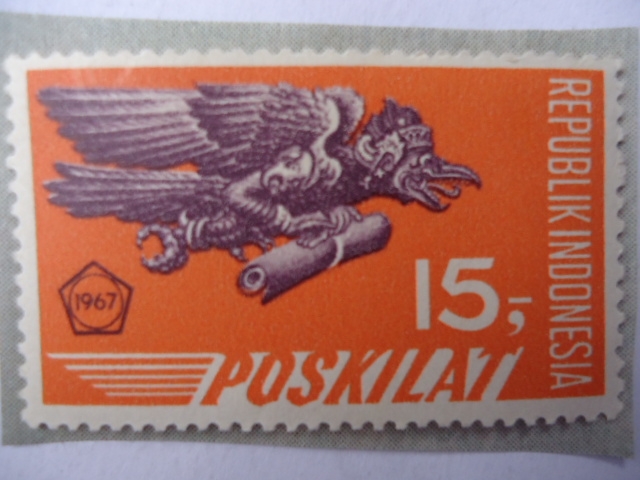 REPUBLIK INDONESIA
15,-
1967
POSKILAT